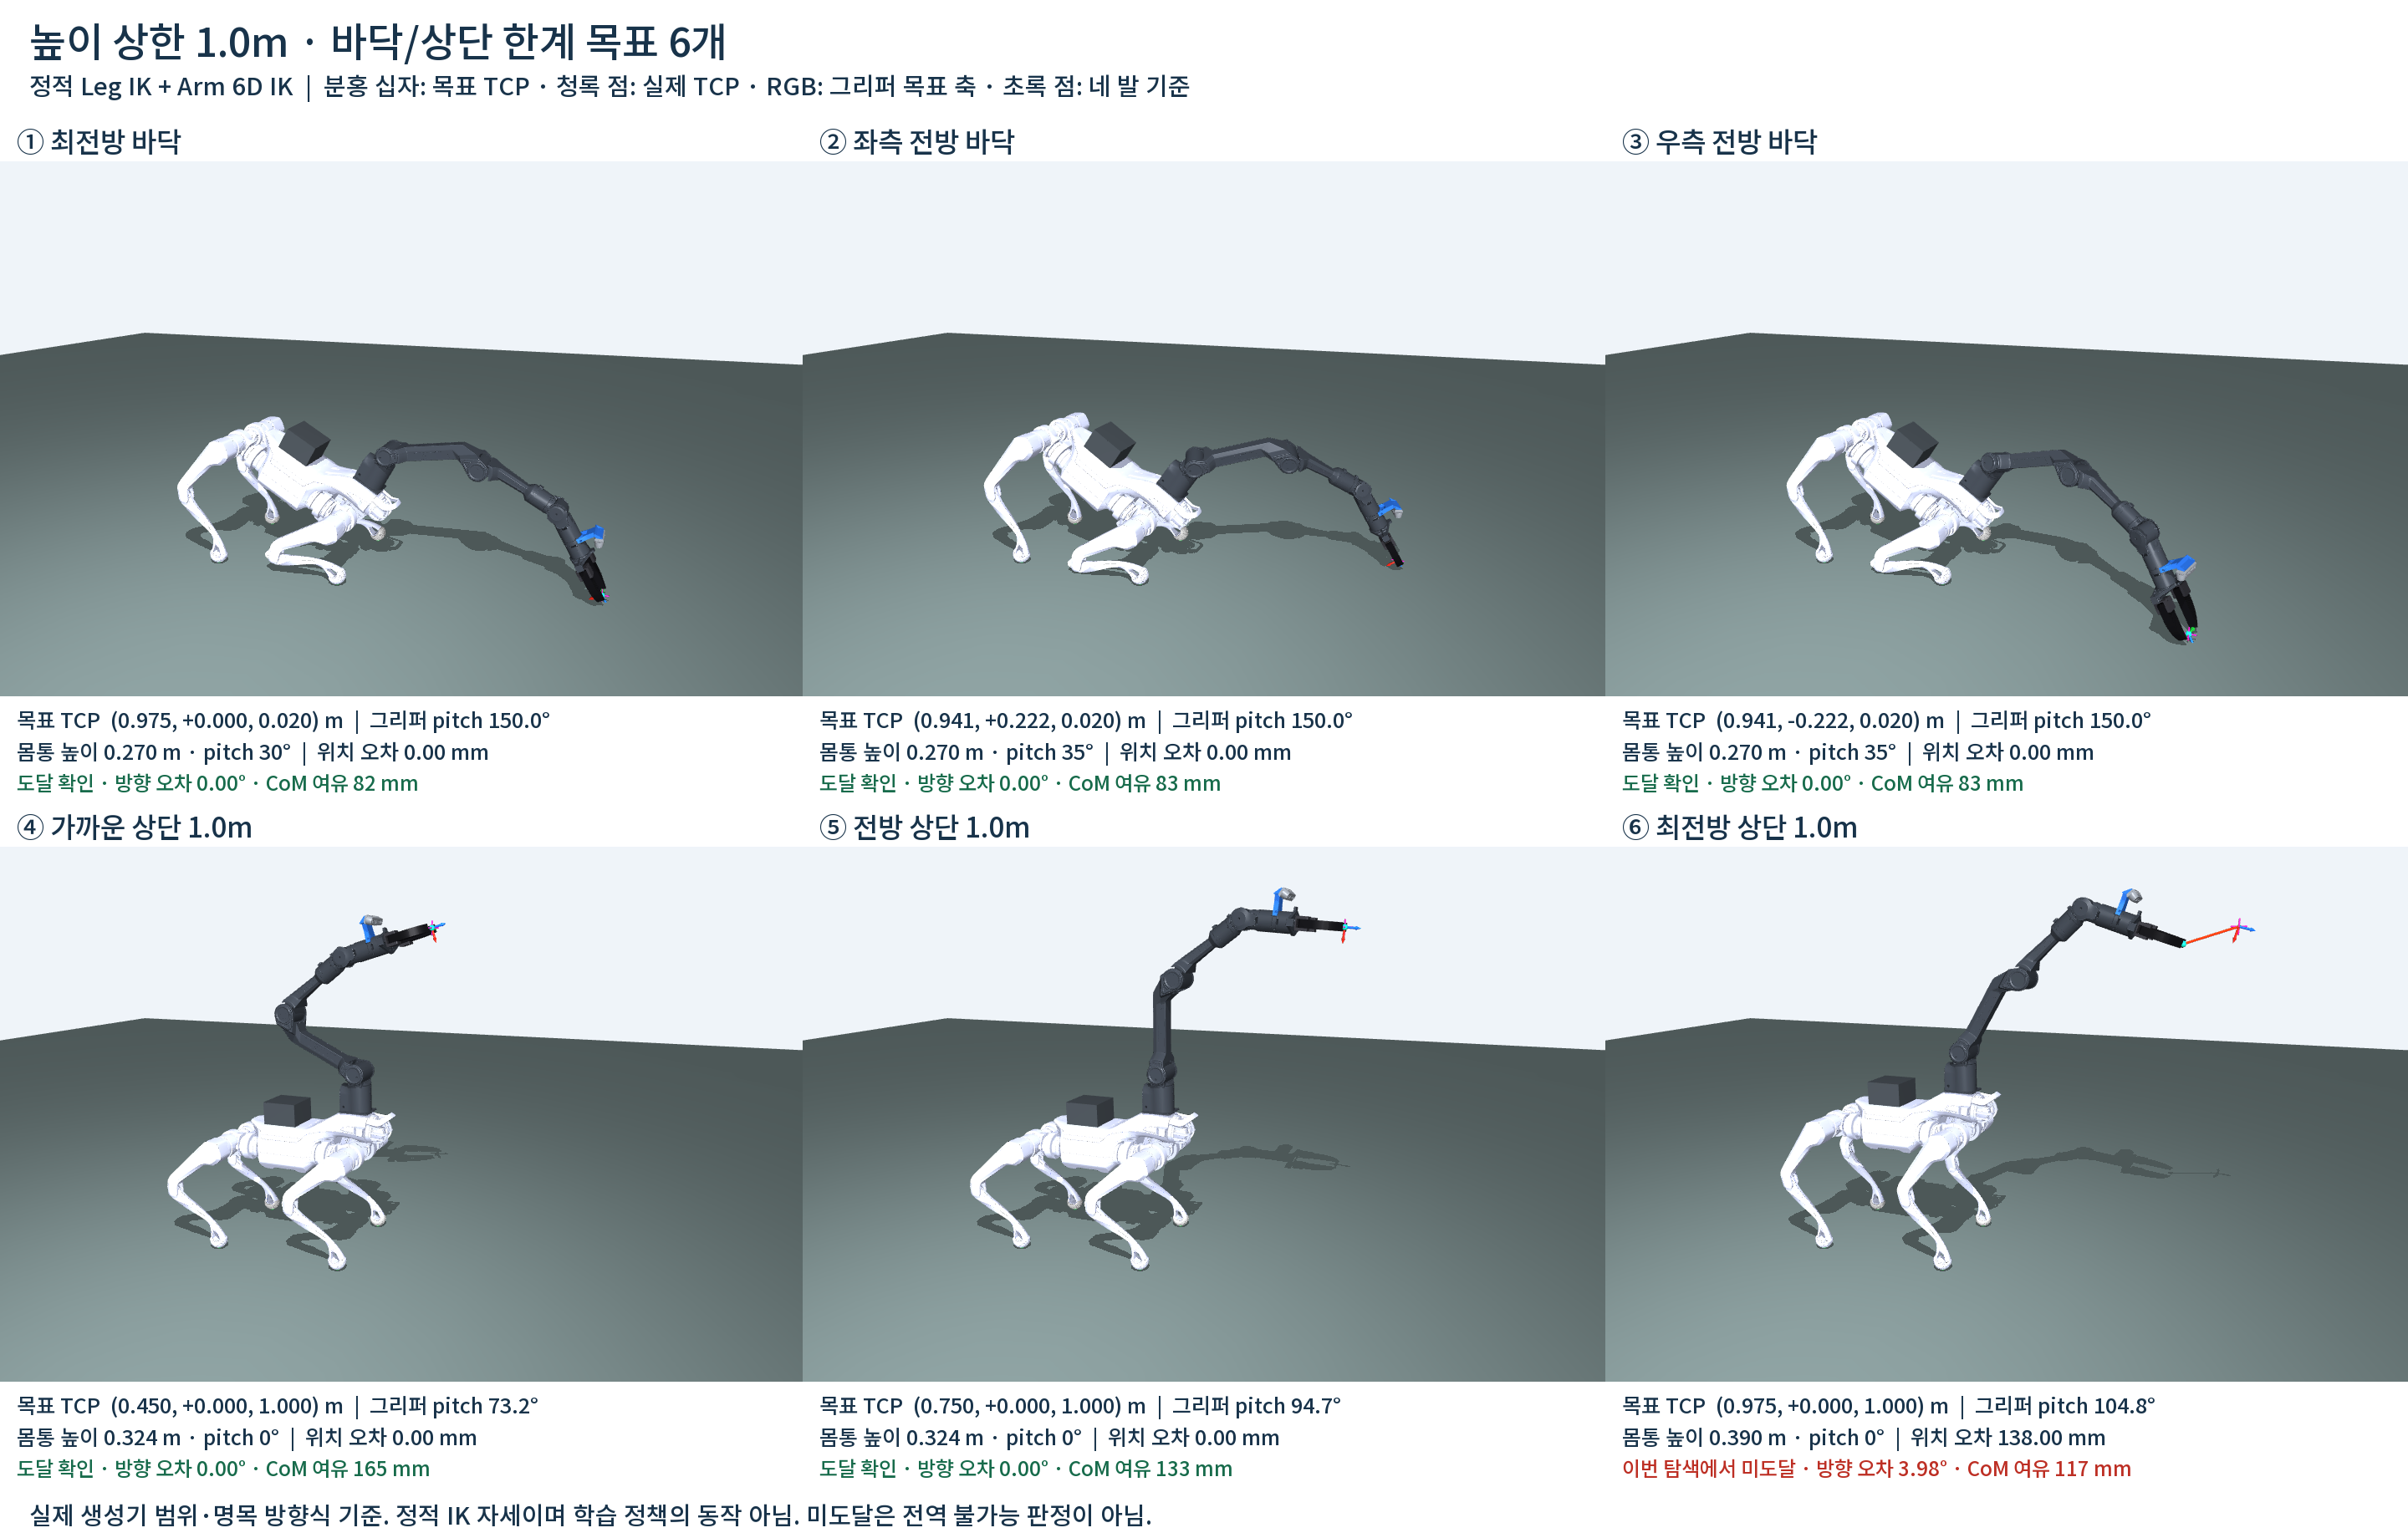 높이 상한 1.0m · 바닥/상단 한계 목표 6개
정적 Leg IK + Arm 6D IK | 분홍 십자: 목표 TCP · 청록 점: 실제 TCP · RGB: 그리퍼 목표 축 · 초록 점: 네 발 기준
① 최전방 바닥
② 좌측 전방 바닥
③ 우측 전방 바닥
목표 TCP (0.975, +0.000, 0.020) m | 그리퍼 pitch 150.0°
몸통 높이 0.270 m · pitch 30° | 위치 오차 0.00 mm
도달 확인 · 방향 오차 0.00° · CoM 여유 82 mm
목표 TCP (0.941, +0.222, 0.020) m | 그리퍼 pitch 150.0°
몸통 높이 0.270 m · pitch 35° | 위치 오차 0.00 mm
도달 확인 · 방향 오차 0.00° · CoM 여유 83 mm
목표 TCP (0.941, -0.222, 0.020) m | 그리퍼 pitch 150.0°
몸통 높이 0.270 m · pitch 35° | 위치 오차 0.00 mm
도달 확인 · 방향 오차 0.00° · CoM 여유 83 mm
④ 가까운 상단 1.0m
⑤ 전방 상단 1.0m
⑥ 최전방 상단 1.0m
목표 TCP (0.450, +0.000, 1.000) m | 그리퍼 pitch 73.2°
몸통 높이 0.324 m · pitch 0° | 위치 오차 0.00 mm
도달 확인 · 방향 오차 0.00° · CoM 여유 165 mm
목표 TCP (0.750, +0.000, 1.000) m | 그리퍼 pitch 94.7°
몸통 높이 0.324 m · pitch 0° | 위치 오차 0.00 mm
도달 확인 · 방향 오차 0.00° · CoM 여유 133 mm
목표 TCP (0.975, +0.000, 1.000) m | 그리퍼 pitch 104.8°
몸통 높이 0.390 m · pitch 0° | 위치 오차 138.00 mm
이번 탐색에서 미도달 · 방향 오차 3.98° · CoM 여유 117 mm
실제 생성기 범위·명목 방향식 기준. 정적 IK 자세이며 학습 정책의 동작 아님. 미도달은 전역 불가능 판정이 아님.